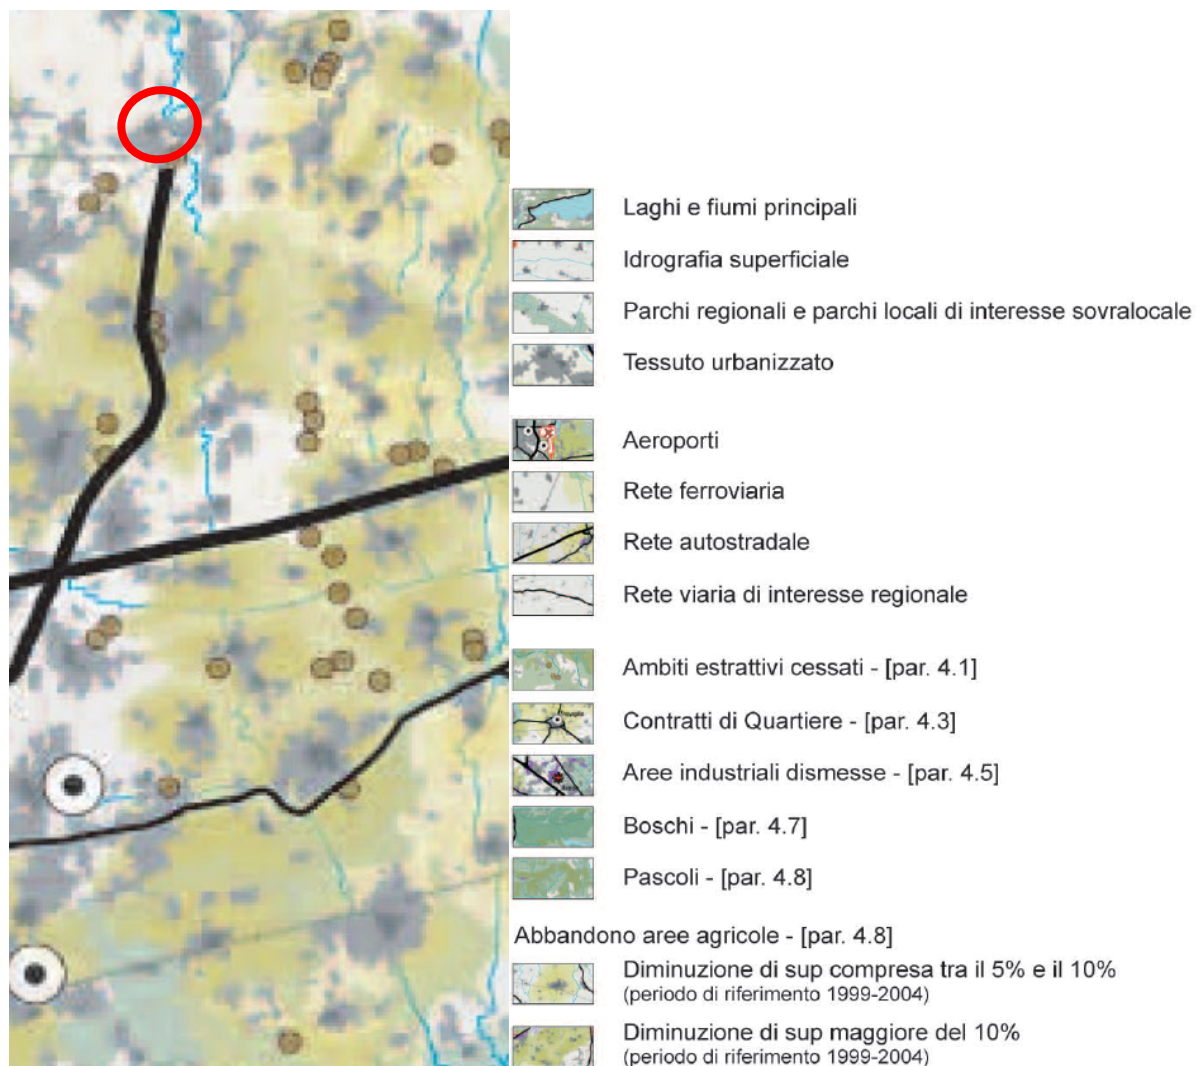 Laghi e fiumi principali
Idrografia superficiale
Parchi regionali e parchi locali di interesse sovralocale
Tessuto urbanizzato
Aeroporti
Rete ferroviaria
Rete autostradale
Rete viaria di interesse regionale
Ambiti estrattivi cessati - [par. 4.1]
Contratti di Quartiere - [par. 4.3]
Aree industriali dismesse - [par. 4.5]
Boschi - [par. 4.7]
Pascoli - [par. 4.8]
Abbandono aree agricole - [par. 4.8]
Diminuzione di sup compresa tra il 5% e il 10%
(periodo di riferimento 1999-2004)
Diminuzione di sup maggiore del 10%
(periodo di riferimento 1999-2004)